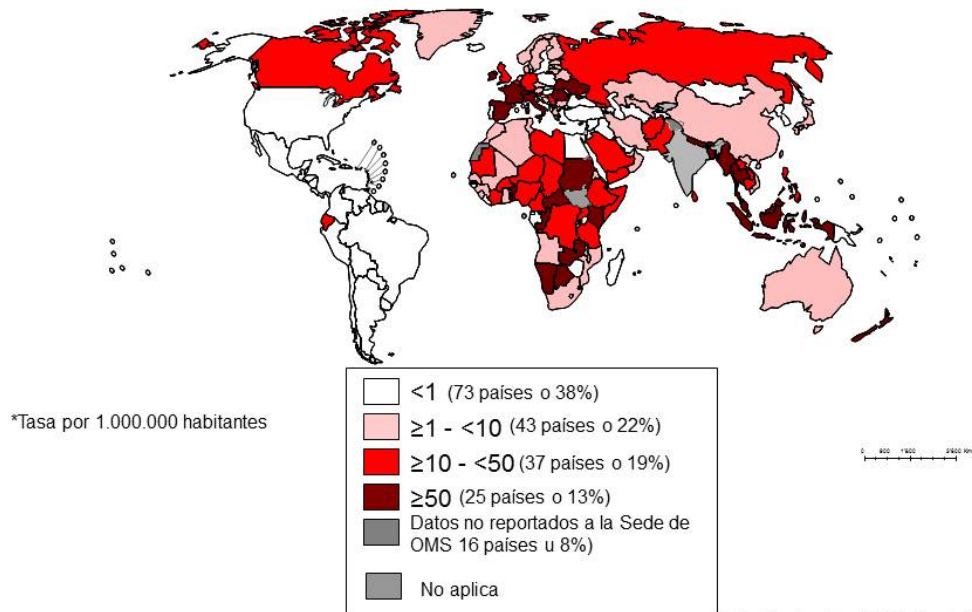 *Tasa por 1.000.000 habitantes
<1 (73 países o 38%)
≥1 - <10 (43 países o 22%)
≥10 - <50 (37 países o 19%)
≥50 (25 países o 13%)
Datos no reportados a la Sede de
OMS 16 países u 8%)
No aplica